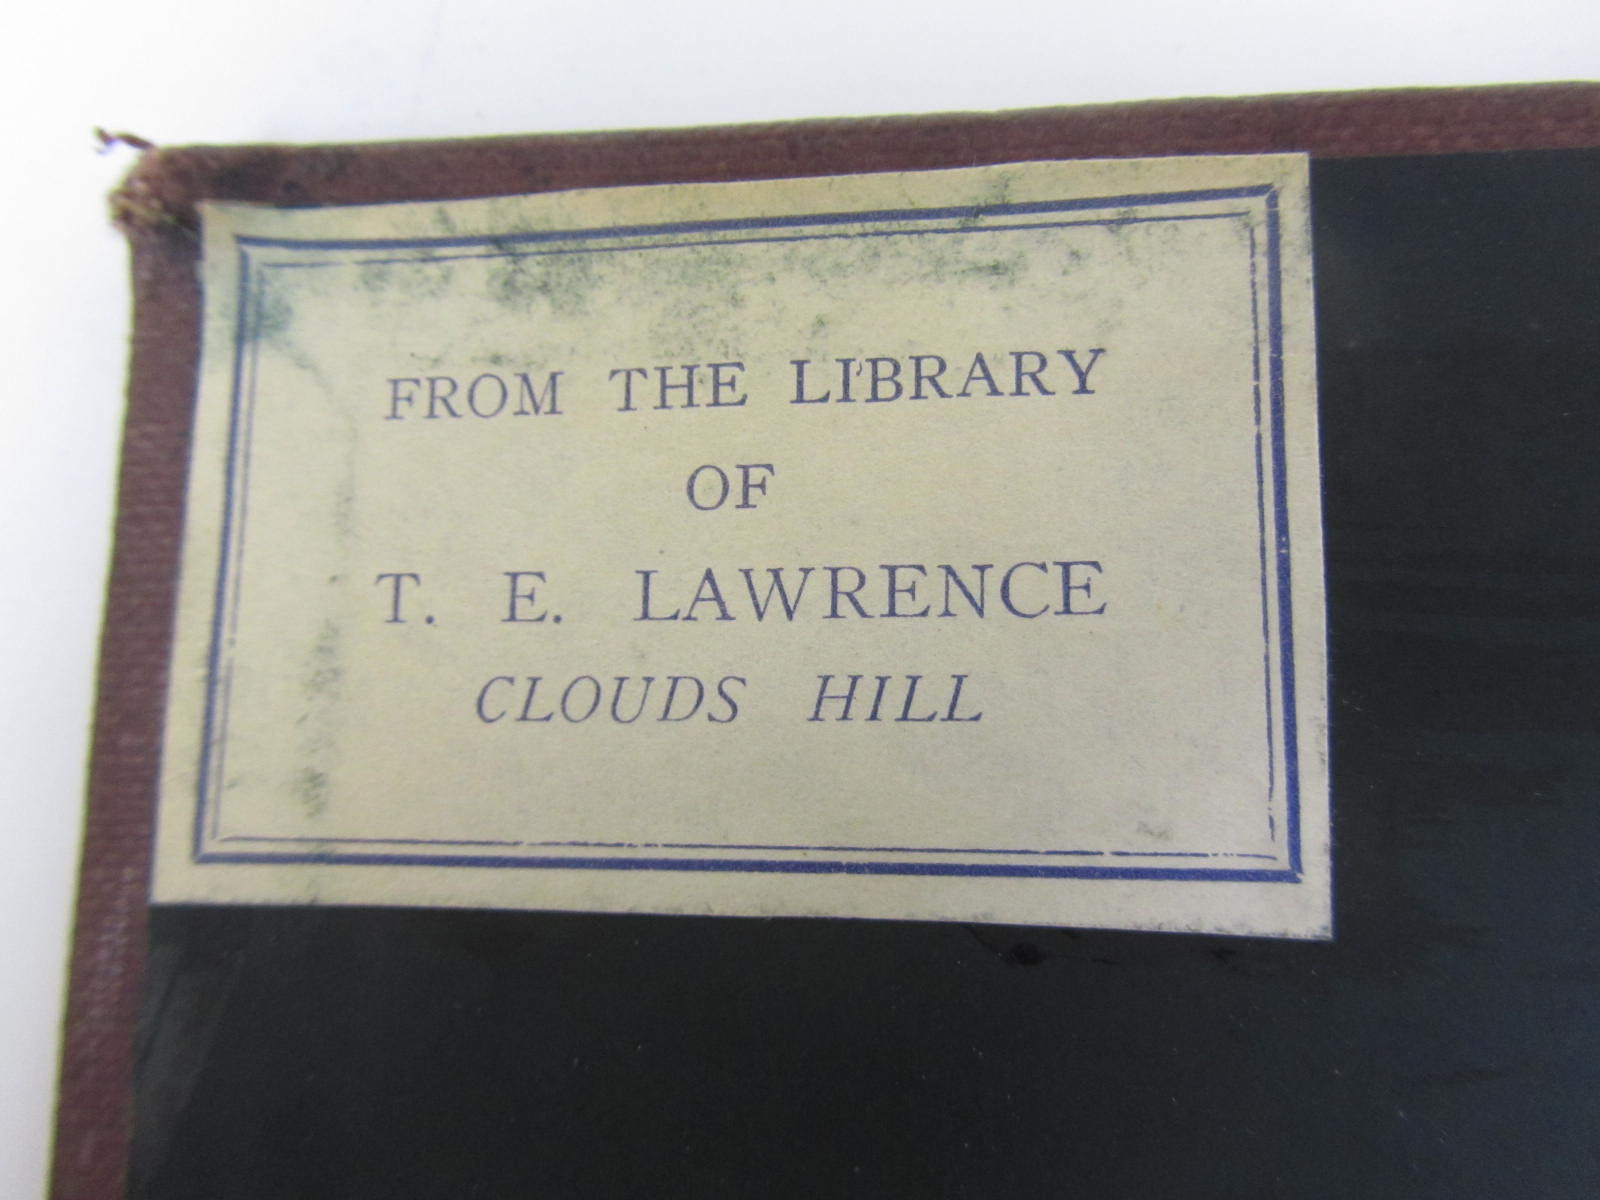 FROM THE LIBRARY
OF
T. E. LAWRENCE
CLOUDS HILL